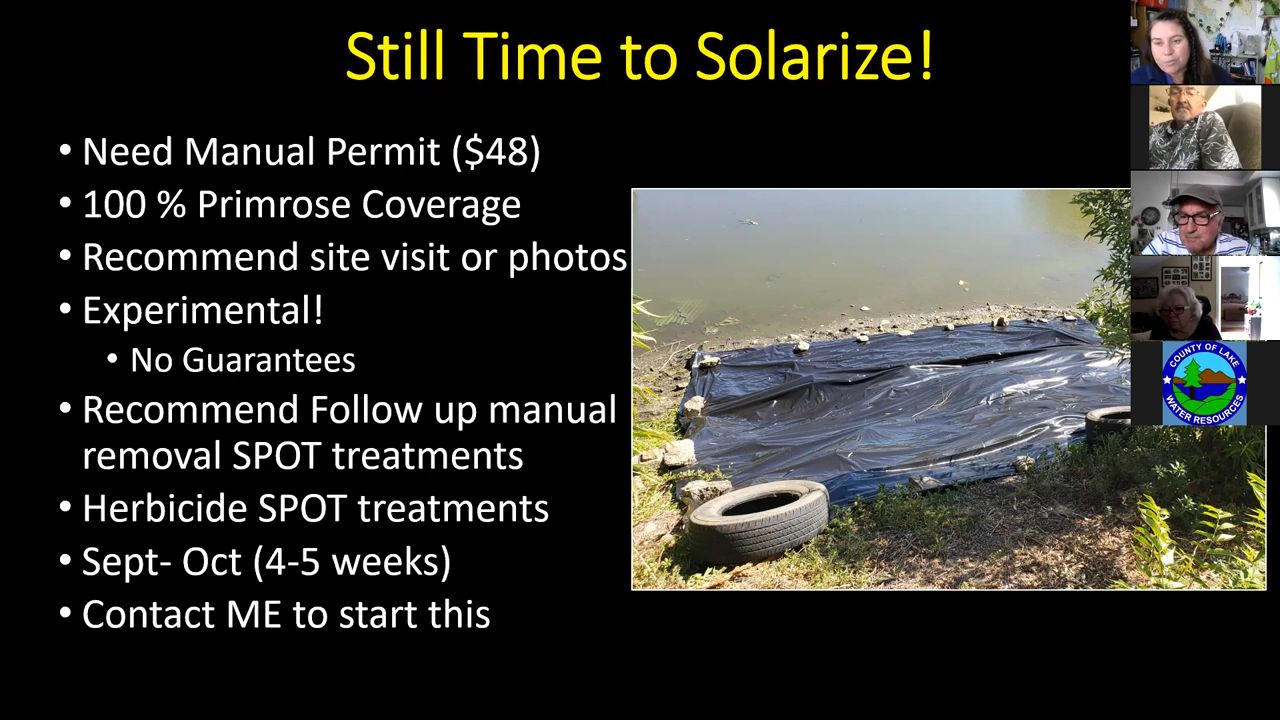 Still Time to Solarize!
• Need Manual Permit ($48)
• 100 % Primrose Coverage
• Recommend site visit or photos
• Experimental!
• No Guarantees
• Recommend Follow up manual
removal SPOT treatments
• Herbicide SPOT treatments
• Sept- Oct (4-5 weeks)
• Contact ME to start this
COUNTY OF LAKE
WATER RESOURCES